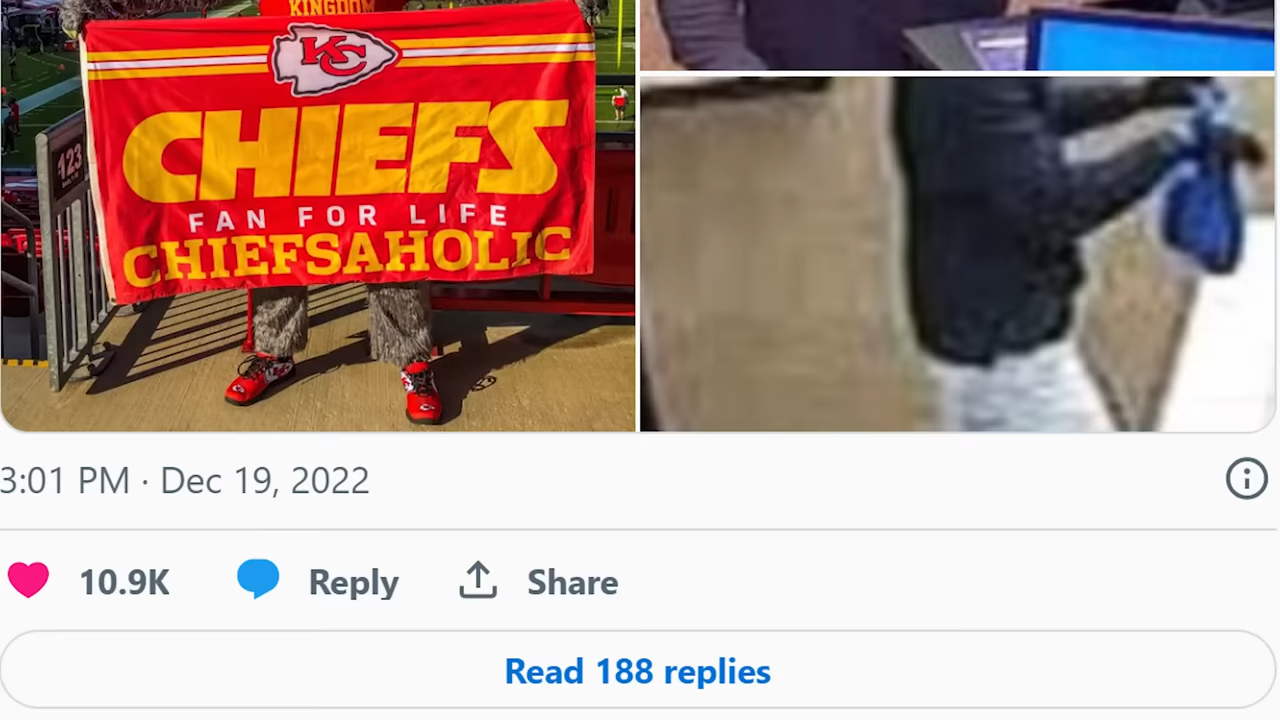 KINGDOM
KC
CHIEFS
FAN FOR LIFE
CHIEFSAHOLIC
123
3:01 PM · Dec 19, 2022
10.9K Reply Share
Read 188 replies